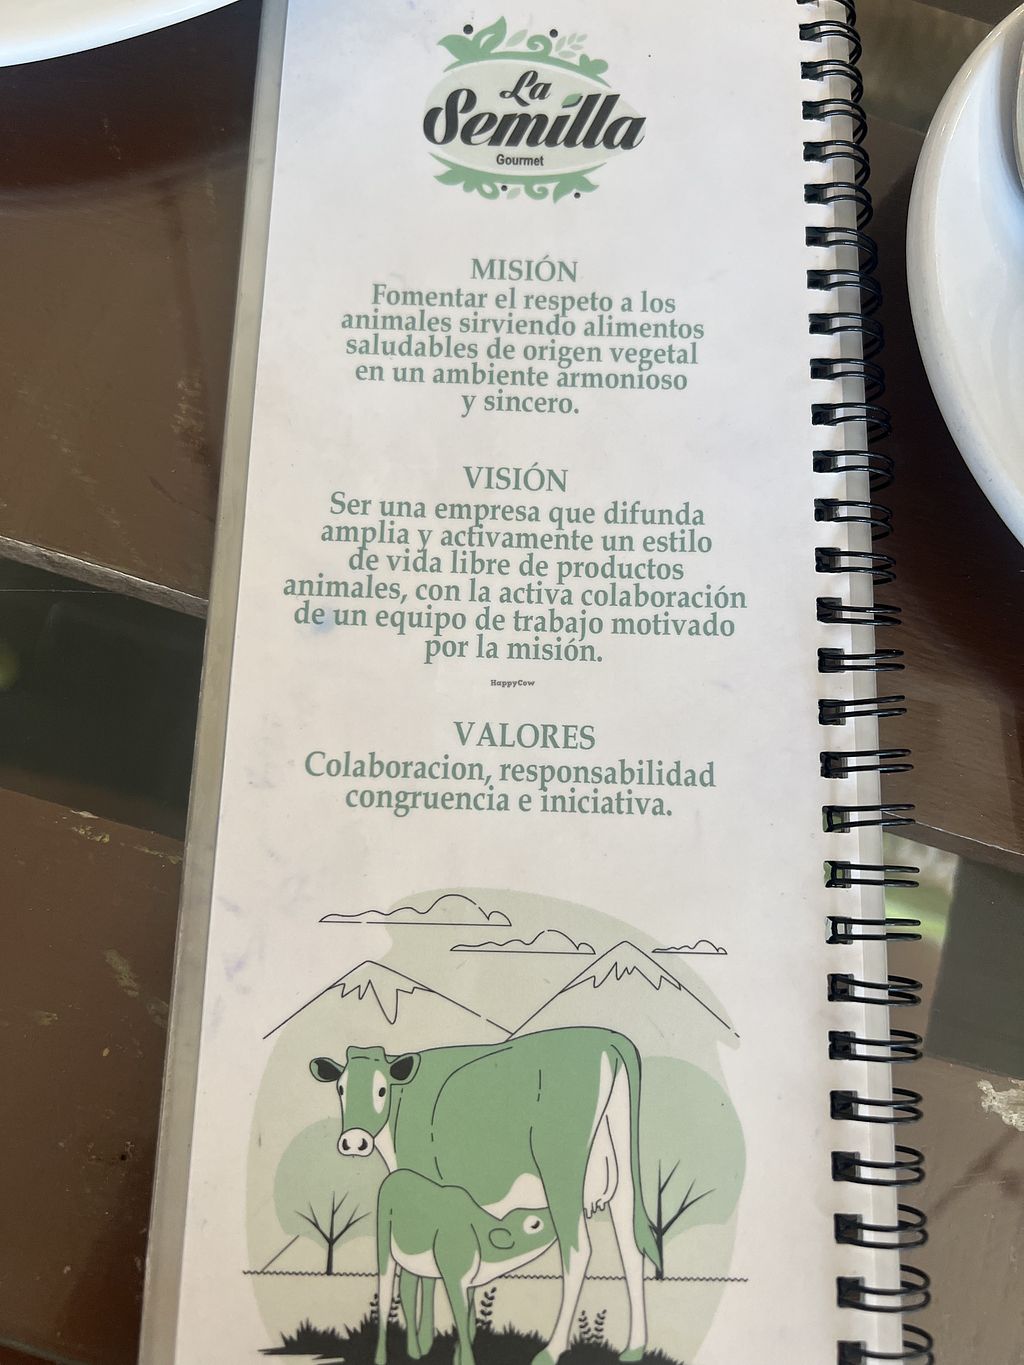 La
Semilla
Gourmet
MISIÓN
Fomentar el respeto a los
animales sirviendo alimentos
saludables de origen vegetal
en un ambiente armonioso
y sincero.
VISIÓN
Ser una empresa que difunda
amplia y activamente un estilo
de vida libre de productos
animales, con la activa colaboración
de un equipo de trabajo motivado
por la misión.
HappyCow
VALORES
Colaboracion, responsabilidad
congruencia e iniciativa.